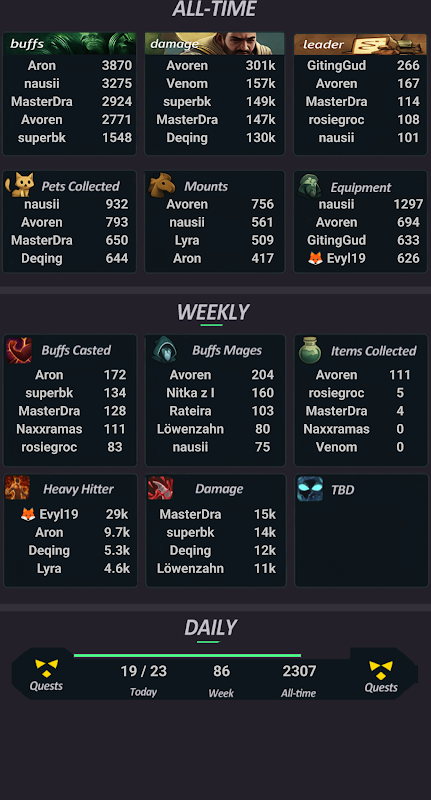 ALL-TIME
buffs
Aron 3870
nausii 3275
MasterDra 2924
Avoren 2771
superbk 1548
damage
Avoren 301k
Venom 157k
superbk 149k
MasterDra 147k
Deqing 130k
leader
GitingGud 266
Avoren 167
MasterDra 114
rosiegroc 108
nausii 101
Pets Collected
nausii 932
Avoren 793
MasterDra 650
Deqing 644
Mounts
Avoren 756
nausii 561
Lyra 509
Aron 417
Equipment
nausii 1297
Avoren 694
GitingGud 633
🦊 Evyl19 626
WEEKLY
Buffs Casted
Aron 172
superbk 134
MasterDra 128
Naxxramas 111
rosiegroc 83
Buffs Mages
Avoren 204
Nitka z l 160
Rateira 103
Löwenzahn 80
nausii 75
Items Collected
Avoren 111
rosiegroc 5
MasterDra 4
Naxxramas 0
Venom 0
Heavy Hitter
🦊 Evyl19 29k
Aron 9.7k
Deqing 5.3k
Lyra 4.6k
Damage
MasterDra 15k
superbk 14k
Deqing 12k
Löwenzahn 11k
TBD
DAILY
Quests
19 / 23
Today
86
Week
2307
All-time
Quests